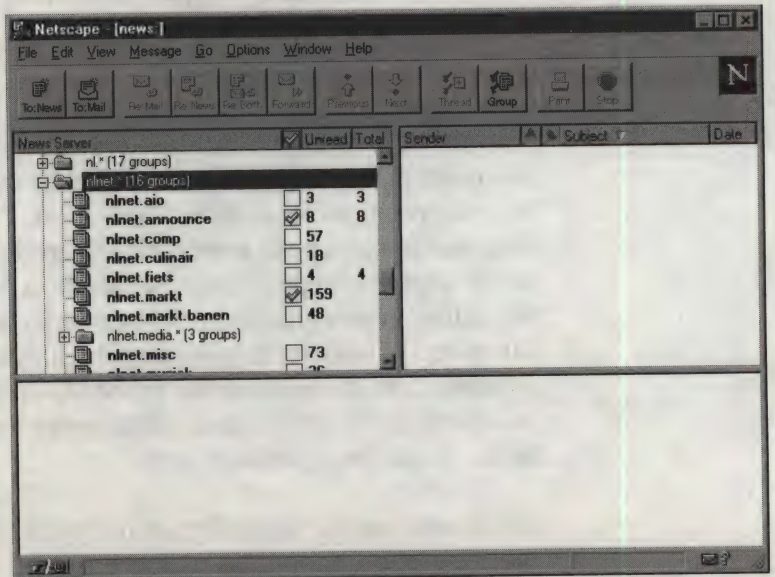 Netscape - [news ]
File Edit View Message Go Options Window Help
To:News To:Mail Re:Mail Re:News Re:Both Forward Previous Next Thread Group Print Stop
N
News Server Unread Total
nl.* (17 groups)
nlnet.* (16 groups)
nlnet.aio 3 3
nlnet.announce 8 8
nlnet.comp 57
nlnet.culinair 18
nlnet.fiets 4 4
nlnet.markt 159
nlnet.markt.banen 48
nlnet.media.* (3 groups)
nlnet.misc 73
Sender Subject Date